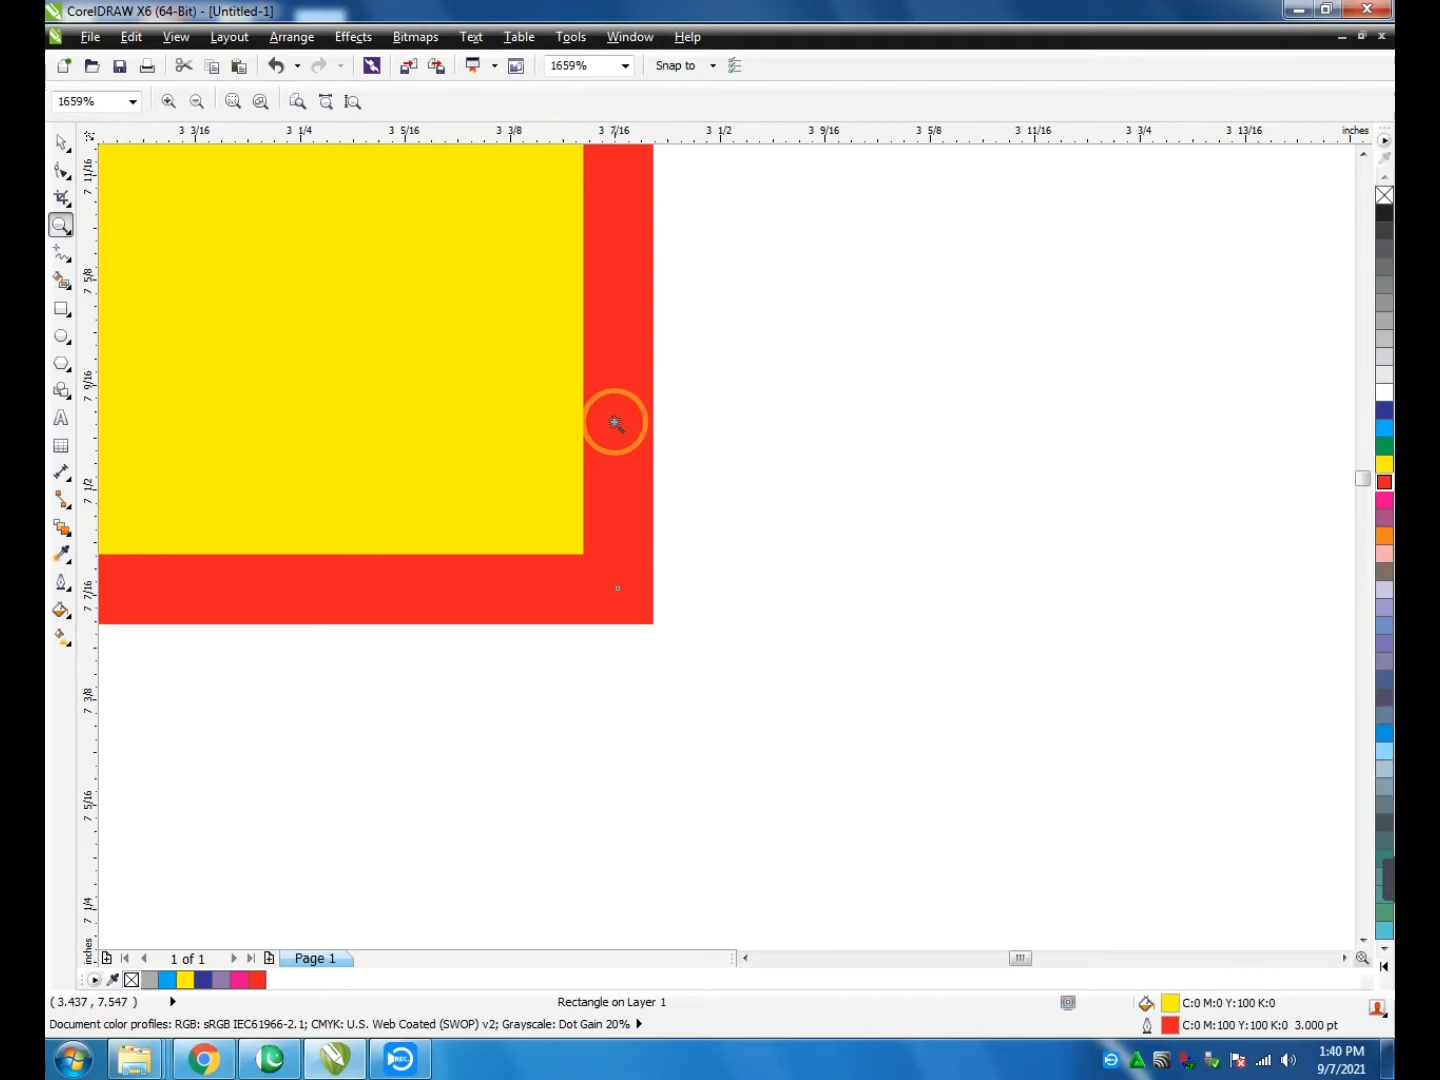 CorelDRAW X6 (64-Bit) - [Untitled-1]
File Edit View Layout Arrange Effects Bitmaps Text Table Tools Window Help
1659% Snap to
1659%
3 3/16 3 1/4 3 5/16 3 3/8 3 7/16 3 1/2 3 9/16 3 5/8 3 11/16 3 3/4 3 13/16 inches
7 11/16
7 5/8
7 9/16
7 1/2
7 7/16
7 3/8
7 5/16
7 1/4
inches
1 of 1 Page 1
( 3.437 , 7.547 ) Rectangle on Layer 1 C:0 M:0 Y:100 K:0
Document color profiles: RGB: sRGB IEC61966-2.1; CMYK: U.S. Web Coated (SWOP) v2; Grayscale: Dot Gain 20% C:0 M:100 Y:100 K:0 3.000 pt
REC
1:40 PM
9/7/2021